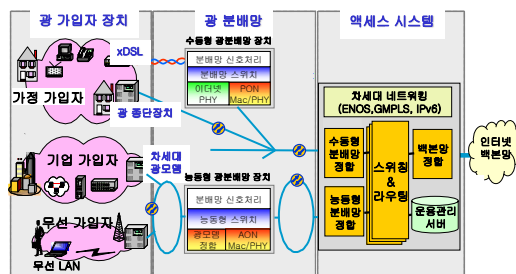 광 가입자 장치
광 분배망
액세스 시스템
xDSL
가정 가입자
광 종단장치
기업 가입자
차세대
광모뎀
무선 가입자
무선 LAN
수동형 광분배망 장치
분배망 신호처리
분배망 스위치
이더넷
PHY
PON
Mac/PHY
능동형 광분배망 장치
분배망 신호처리
능동형 스위치
광모뎀
정합
AON
Mac/PHY
차세대 네트워킹
(ENOS,GMPLS, IPv6)
수동형
분배망
정합
능동형
분배망
정합
스위칭
&
라우팅
백본망
정합
운용관리
서버
인터넷
백본망